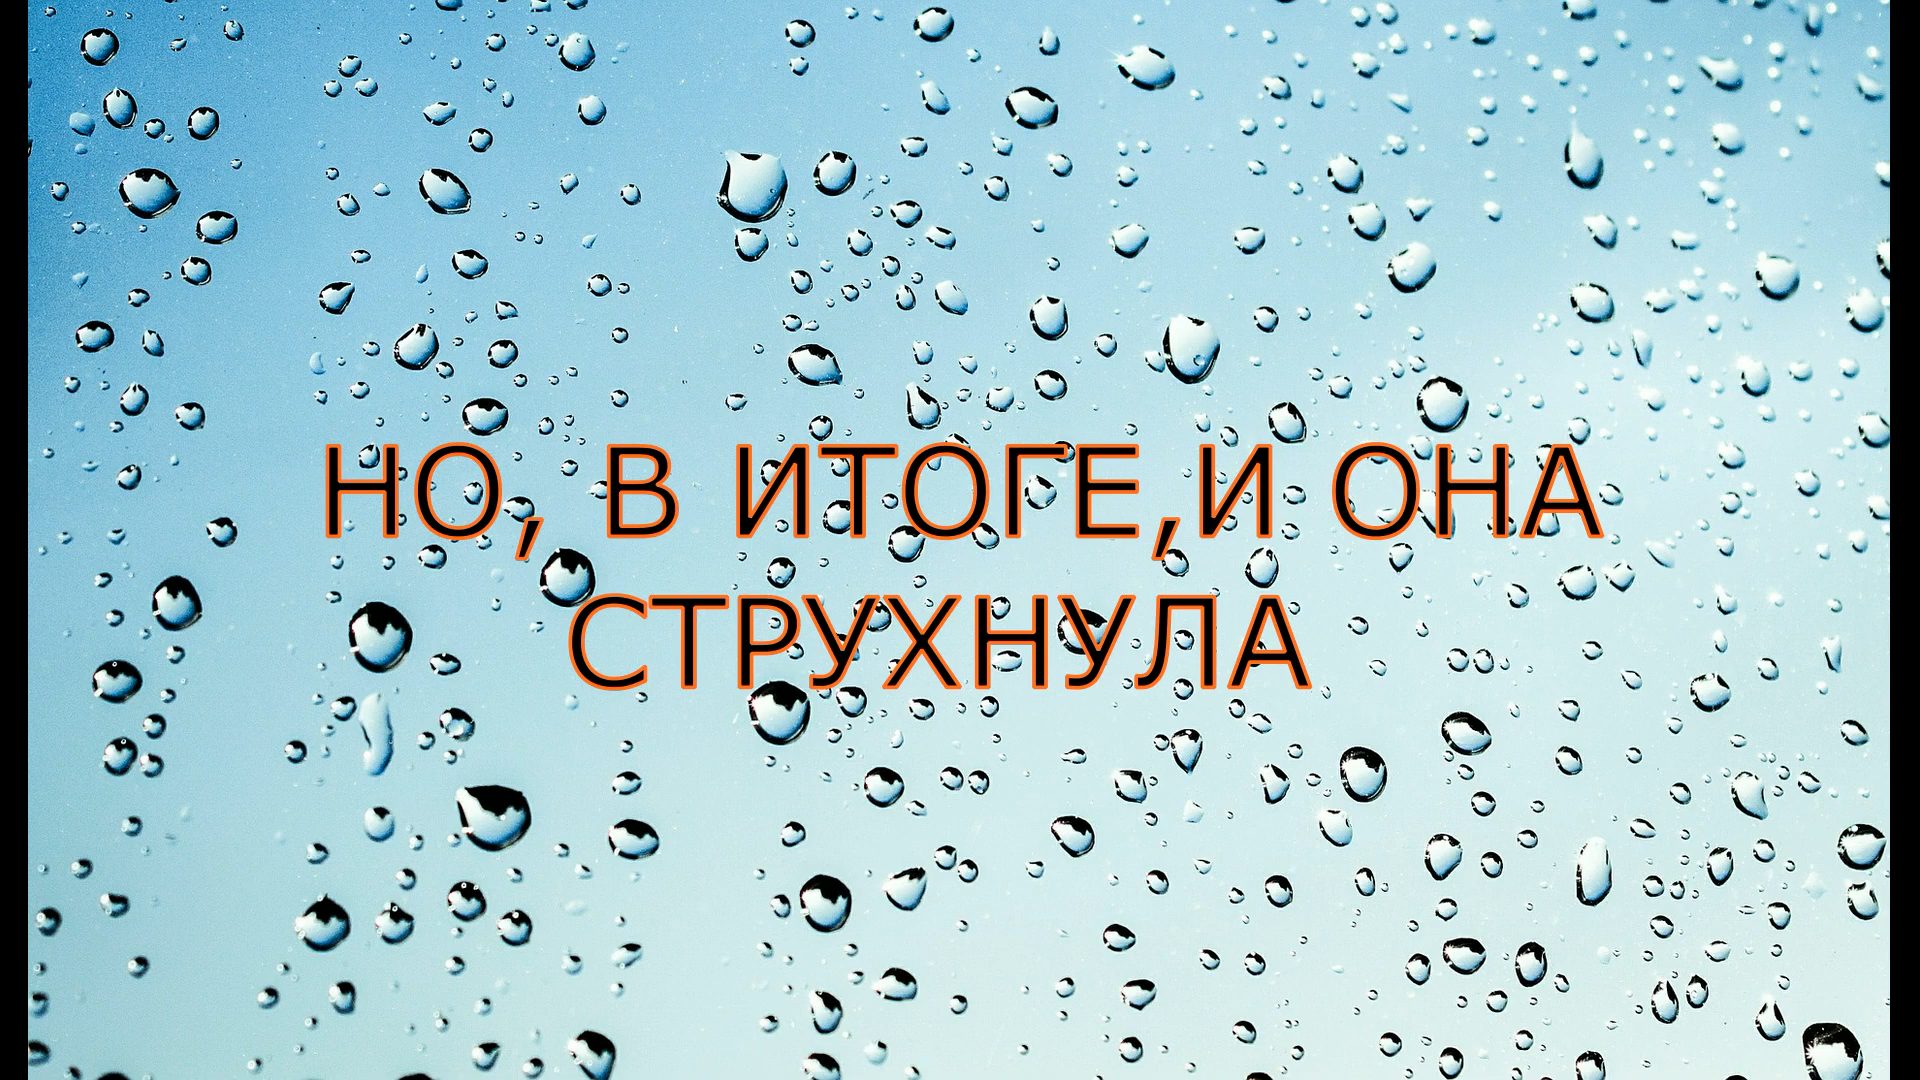 НО, В ИТОГЕ,И ОНА
СТРУХНУЛА